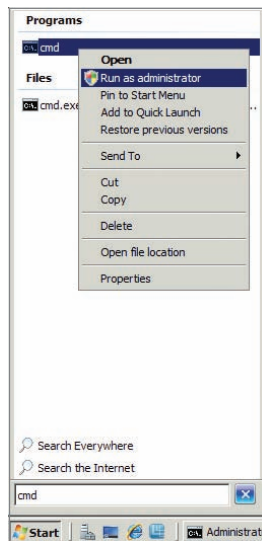 Programs
cmd
Open
Files
Run as administrator
Pin to Start Menu
cmd.exe
Add to Quick Launch
Restore previous versions
Send To
Cut
Copy
Delete
Open file location
Properties
Search Everywhere
Search the Internet
cmd
Start
Administrat